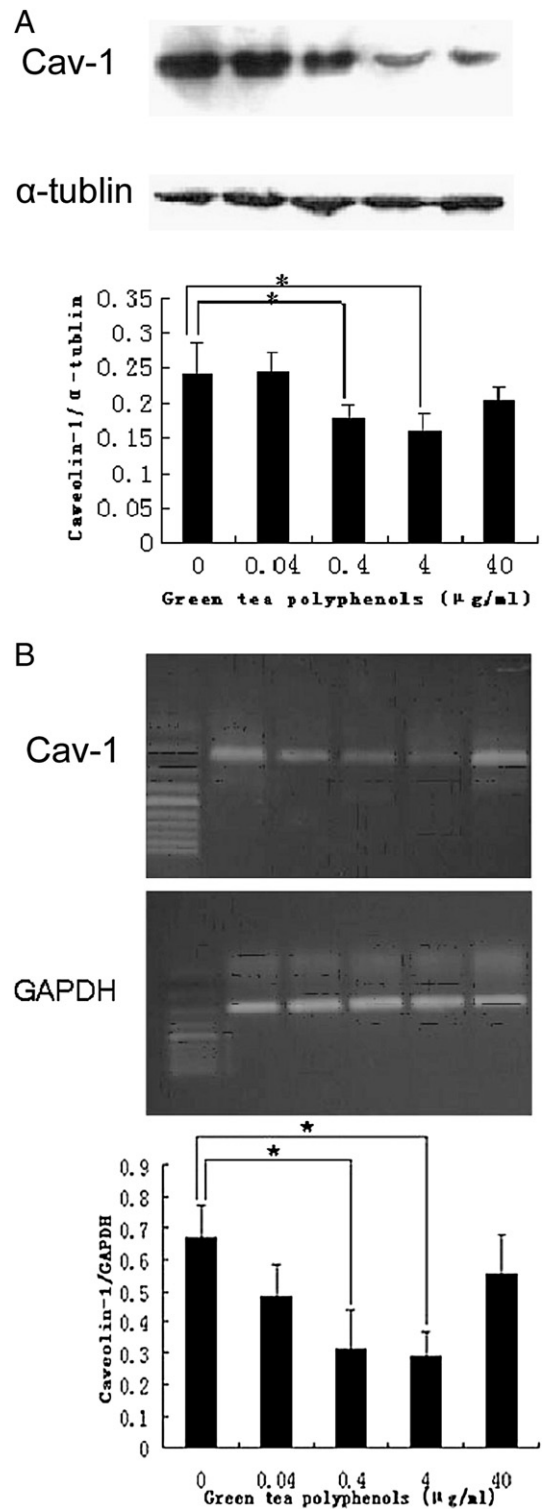 A
Cav-1
α-tublin
*
*
Caveolin-1/α-tublin
0.35
0.3
0.25
0.2
0.15
0.1
0.05
0
0 0.04 0.4 4 40
Green tea polyphenols (μg/ml)
B
Cav-1
GAPDH
*
*
Caveolin-1/GAPDH
0.9
0.8
0.7
0.6
0.5
0.4
0.3
0.2
0.1
0
0 0.04 0.4 4 40
Green tea polyphenols (μg/ml)